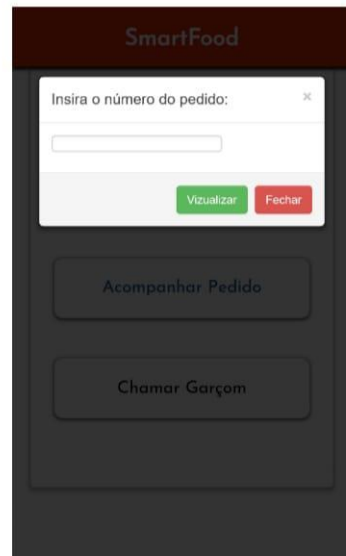 SmartFood
Insira o número do pedido:
×
Vizualizar Fechar
Acompanhar Pedido
Chamar Garçom